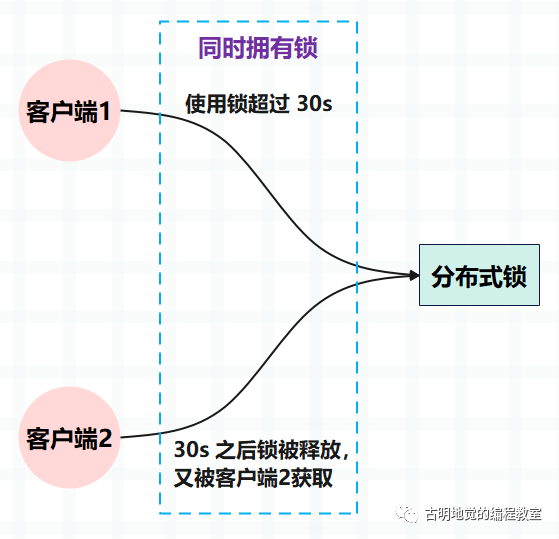 同时拥有锁
客户端1
使用锁超过 30s
分布式锁
客户端2
30s 之后锁被释放，
又被客户端2获取
古明地觉的编程教室